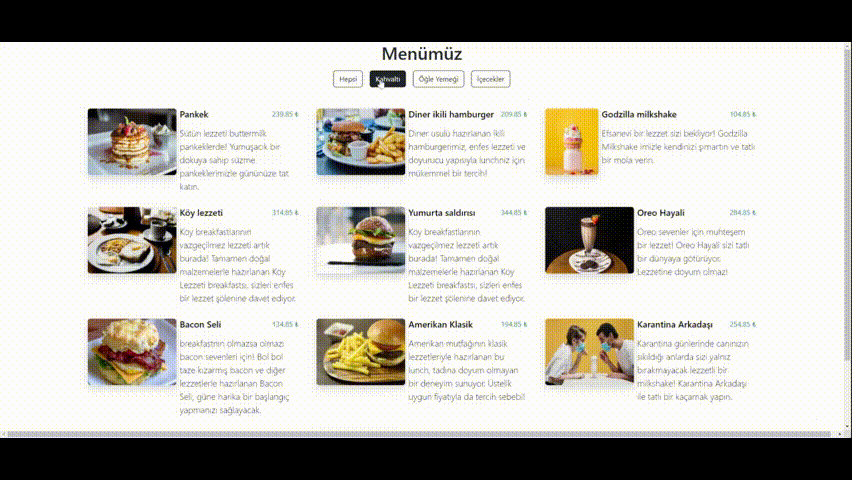 Menümüz
Hepsi
Kahvaltı
Öğle Yemeği
İçecekler
Pankek 239.85 ₺
Sütün lezzeti buttermilk
pankeklerde! Yumuşacık bir
dokuya sahip süzme
pankeklerimizle gününüze tat
katın.
Diner ikili hamburger 209.85 ₺
Diner usulü hazırlanan ikili
hamburgerimiz, enfes lezzeti ve
doyurucu yapısıyla lunchniz için
mükemmel bir tercih!
Godzilla milkshake 104.85 ₺
Efsanevi bir lezzet sizi bekliyor! Godzilla
Milkshake imizle kendinizi şımartın ve tatlı
bir mola verin.
Köy lezzeti 314.85 ₺
Köy breakfastlarının
vazgeçilmez lezzeti artık
burada! Tamamen doğal
malzemelerle hazırlanan Köy
Lezzeti breakfastsı, sizleri enfes
bir lezzet şölenine davet ediyor.
Yumurta saldırısı 344.85 ₺
Köy breakfastlarının
vazgeçilmez lezzeti artık
burada! Tamamen doğal
malzemelerle hazırlanan Köy
Lezzeti breakfastsı, sizleri enfes
bir lezzet şölenine davet ediyor.
Oreo Hayali 284.85 ₺
Oreo sevenler için muhteşem
bir lezzet! Oreo Hayali sizi tatlı
bir dünyaya götürüyor.
Lezzetine doyum olmaz!
Bacon Seli 134.85 ₺
breakfastnın olmazsa olmazı
bacon sevenleri için! Bol bol
taze kızarmış bacon ve diğer
lezzetlerle hazırlanan Bacon
Seli, güne harika bir başlangıç
yapmanızı sağlayacak.
Amerikan Klasik 194.85 ₺
Amerikan mutfağının klasik
lezzetleriyle hazırlanan bu
lunch, tadına doyum olmayan
bir deneyim sunuyor. Üstelik
uygun fiyatıyla da tercih sebebi!
Karantina Arkadaşı 254.85 ₺
Karantina günlerinde canınızın
sıkıldığı anlarda sizi yalnız
bırakmayacak lezzetli bir
milkshake! Karantina Arkadaşı
ile tatlı bir kaçamak yapın.